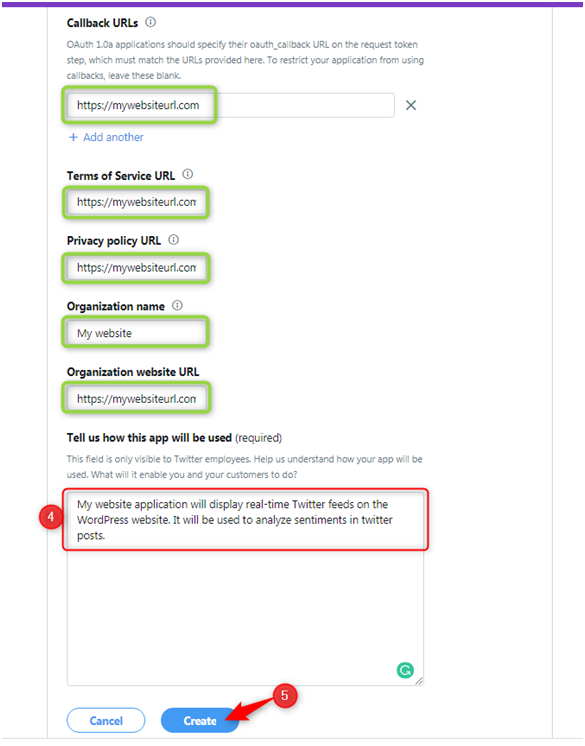 Callback URLs
OAuth 1.0a applications should specify their oauth_callback URL on the request token
step, which must match the URLs provided here. To restrict your application from using
callbacks, leave these blank.
https://mywebsiteurl.com
+ Add another
Terms of Service URL
https://mywebsiteurl.com
Privacy policy URL
https://mywebsiteurl.com
Organization name
My website
Organization website URL
https://mywebsiteurl.com
Tell us how this app will be used (required)
This field is only visible to Twitter employees. Help us understand how your app will be
used. What will it enable you and your customers to do?
4
My website application will display real-time Twitter feeds on the
WordPress website. It will be used to analyze sentiments in twitter
posts.
5
Cancel
Create